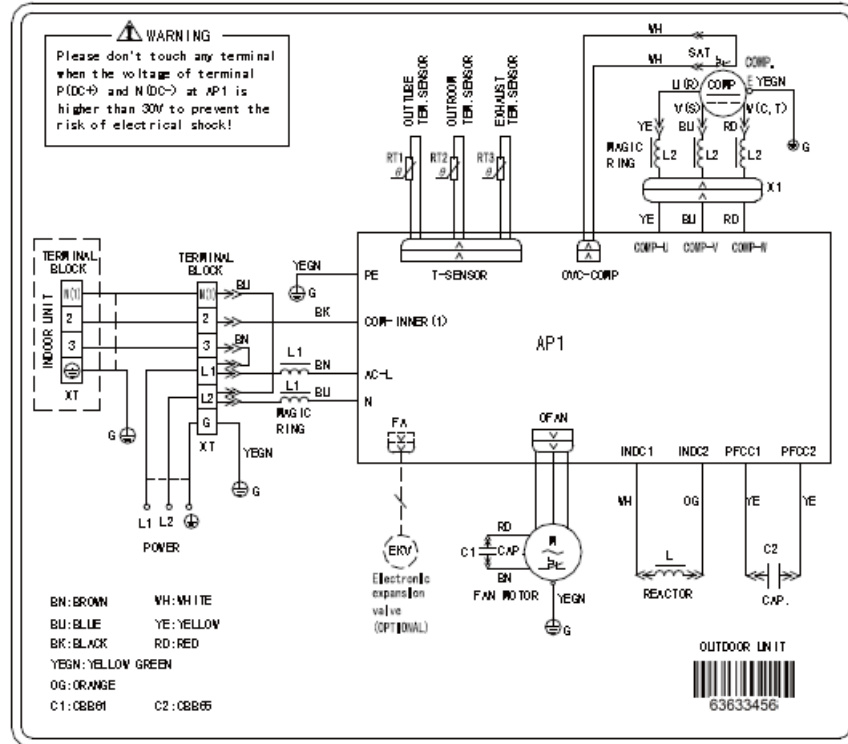 WARNING
Please don't touch any terminal
when the voltage of terminal
P(DC+) and N(DC-) at AP1 is
higher than 30V to prevent the
risk of electrical shock!
OUTTUBE
TEM.SENSOR
OUTROOM
TEM.SENSOR
EXHAUST
TEM.SENSOR
RT1
θ
RT2
θ
RT3
θ
WH
WH
SAT
COMP.
U(R)
COMP
E
YEGN
V(S)
W(C,T)
YE
BU
RD
G
MAGIC
RING
L2
L2
L2
X1
YE
BU
RD
COMP-U
COMP-V
COMP-W
T-SENSOR
OVC-COMP
INDOOR UNIT
TERMINAL
BLOCK
N(1)
2
3
XT
G
TERMINAL
BLOCK
N(1)
2
3
L1
L2
G
XT
BU
BN
YEGN
G
PE
BK
COM-INNER(1)
L1
BN
AC-L
L1
BU
N
MAGIC
RING
YEGN
G
AP1
L1
L2
POWER
FA
EKV
Electronic
expansion
valve
(OPTIONAL)
OFAN
RD
C1
CAP.
BN
M
~
FAN MOTOR
YEGN
G
INDC1
INDC2
PFCC1
PFCC2
WH
OG
YE
YE
L
REACTOR
C2
CAP.
BN:BROWN
WH:WHITE
BU:BLUE
YE:YELLOW
BK:BLACK
RD:RED
YEGN:YELLOW GREEN
OG:ORANGE
C1:CBB61
C2:CBB65
OUTDOOR UNIT
63633456